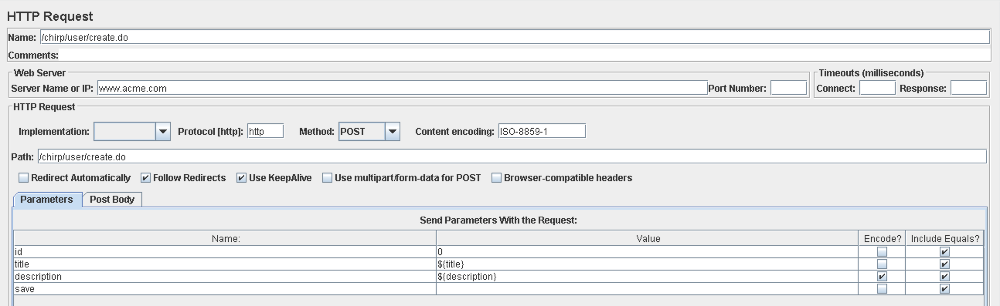 HTTP Request
Name: /chirp/user/create.do
Comments:
Web Server
Timeouts (milliseconds)
Server Name or IP: www.acme.com Port Number: Connect: Response:
HTTP Request
Implementation: Protocol [http]: http Method: POST Content encoding: ISO-8859-1
Path: /chirp/user/create.do
Redirect Automatically Follow Redirects Use KeepAlive Use multipart/form-data for POST Browser-compatible headers
Parameters Post Body
Send Parameters With the Request:
Name: Value Encode? Include Equals?
id 0
title ${title}
description ${description}
save